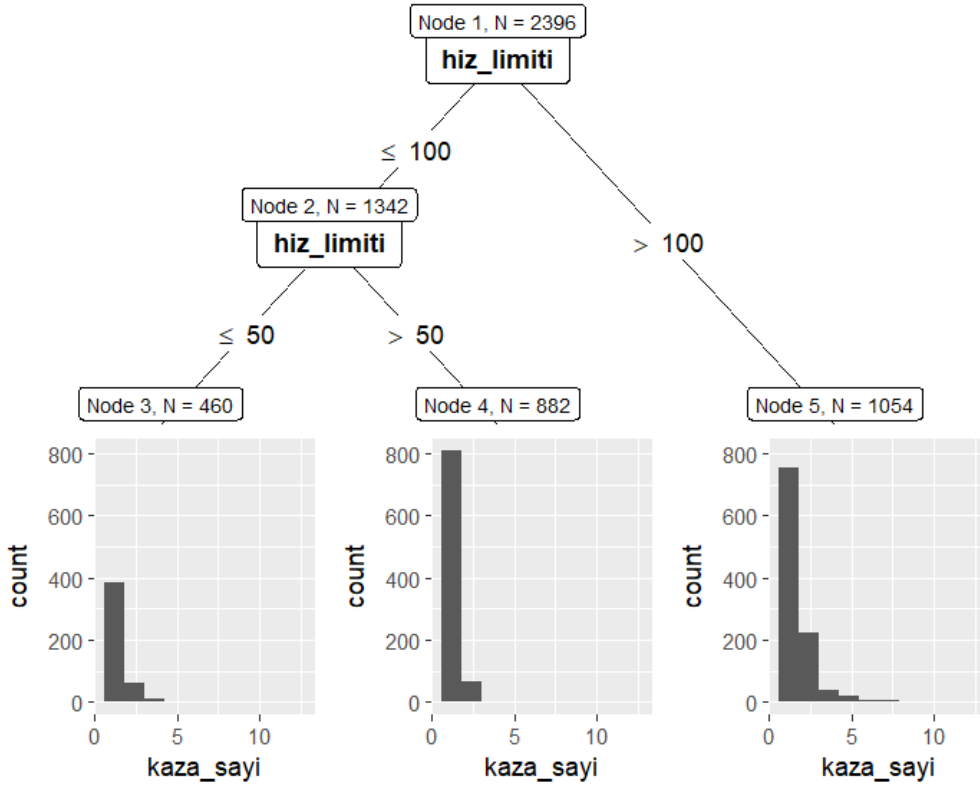 Node 1, N = 2396
hiz_limiti
≤ 100
Node 2, N = 1342
hiz_limiti
> 100
≤ 50
> 50
Node 3, N = 460
Node 4, N = 882
Node 5, N = 1054
800
600
400
200
0
count
0 5 10
kaza_sayi
800
600
400
200
0
count
0 5 10
kaza_sayi
800
600
400
200
0
count
0 5 10
kaza_sayi